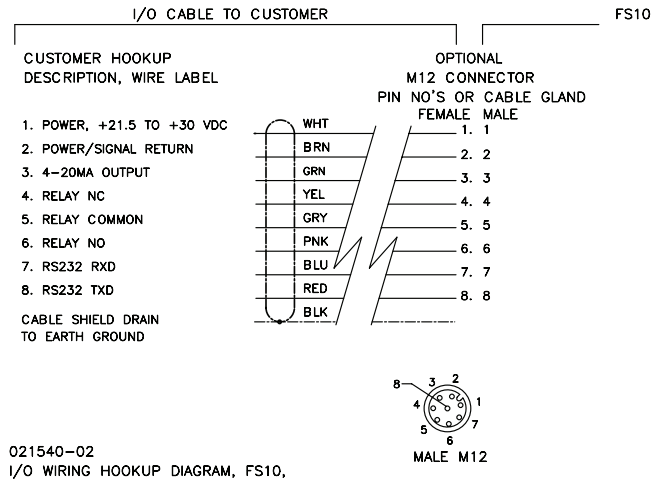 I/O CABLE TO CUSTOMER
FS10
CUSTOMER HOOKUP
DESCRIPTION, WIRE LABEL
OPTIONAL
M12 CONNECTOR
PIN NO'S OR CABLE GLAND
FEMALE MALE
1. POWER, +21.5 TO +30 VDC WHT 1. 1
2. POWER/SIGNAL RETURN BRN 2. 2
3. 4-20MA OUTPUT GRN 3. 3
4. RELAY NC YEL 4. 4
5. RELAY COMMON GRY 5. 5
6. RELAY NO PNK 6. 6
7. RS232 RXD BLU 7. 7
8. RS232 TXD RED 8. 8
CABLE SHIELD DRAIN BLK
TO EARTH GROUND
8 3 2
4 1
5 7
6
MALE M12
021540-02
I/O WIRING HOOKUP DIAGRAM, FS10,